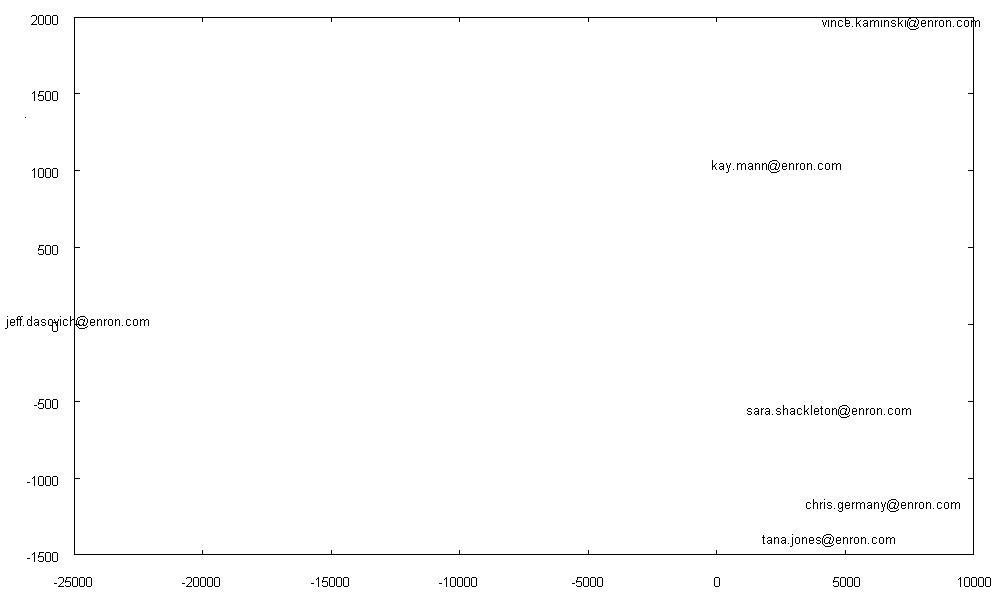 2000
vince.kaminski@enron.com
1500
kay.mann@enron.com
1000
500
jeff.dasovich@enron.com
0
-500
sara.shackleton@enron.com
-1000
chris.germany@enron.com
tana.jones@enron.com
-1500
-25000 -20000 -15000 -10000 -5000 0 5000 10000